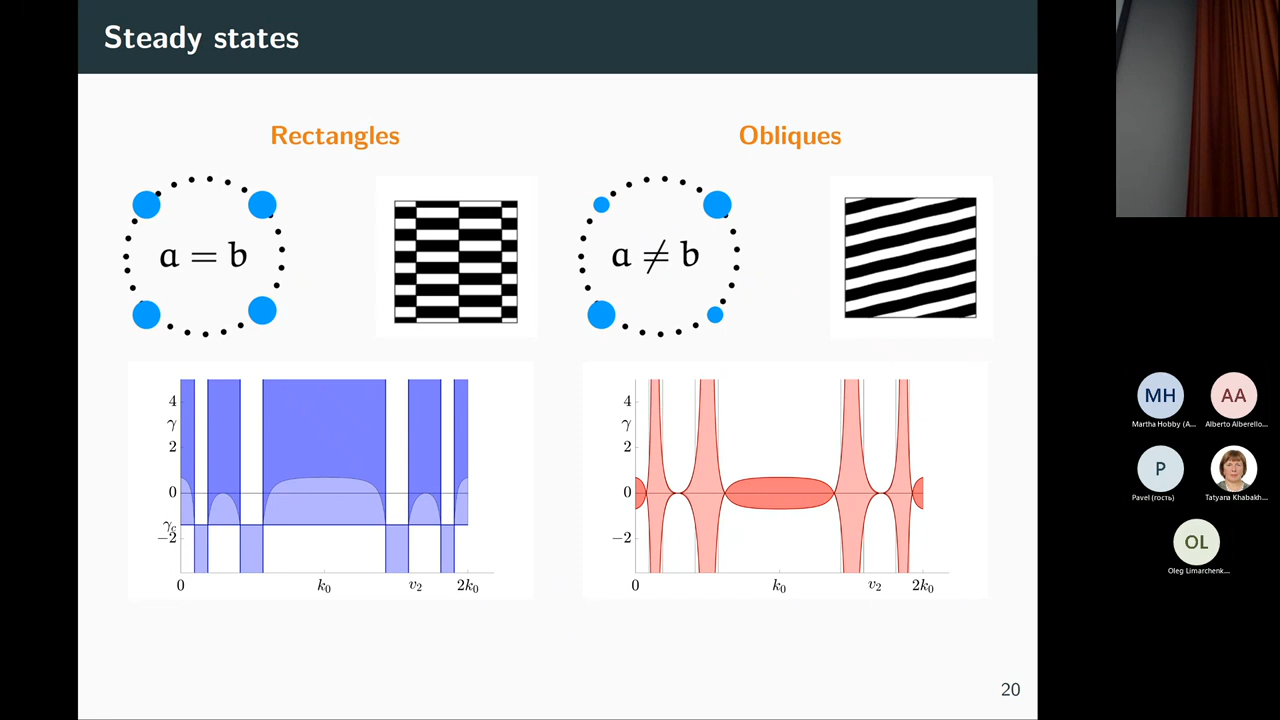 Steady states
Rectangles
Obliques
a = b
a ≠ b
4
γ
2
0
γc
−2
0
k0
v2
2k0
4
γ
2
0
−2
0
k0
v2
2k0
20
MH
AA
Martha Hobby (A...
Alberto Alberello...
P
Pavel (гость)
Tatyana Khabakh...
OL
Oleg Limarchenk...